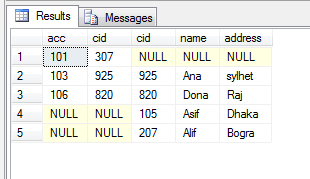 Results Messages
acc cid cid name address
1 101 307 NULL NULL NULL
2 103 925 925 Ana sylhet
3 106 820 820 Dona Raj
4 NULL NULL 105 Asif Dhaka
5 NULL NULL 207 Alif Bogra